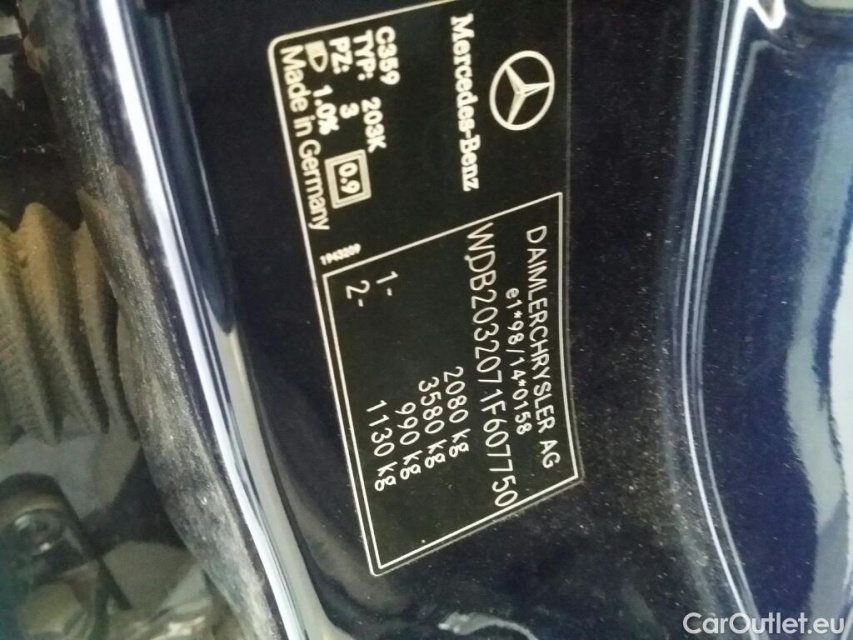 Mercedes-Benz
C359
TYP: 203K
PZ: 3
1.0%
0.9
Made in Germany
1943209
DAIMLERCHRYSLER AG
e1*98/14*0158
WDB2032071F607750
2080 kg
3580 kg
1- 990 kg
2- 1130 kg
CarOutlet.eu